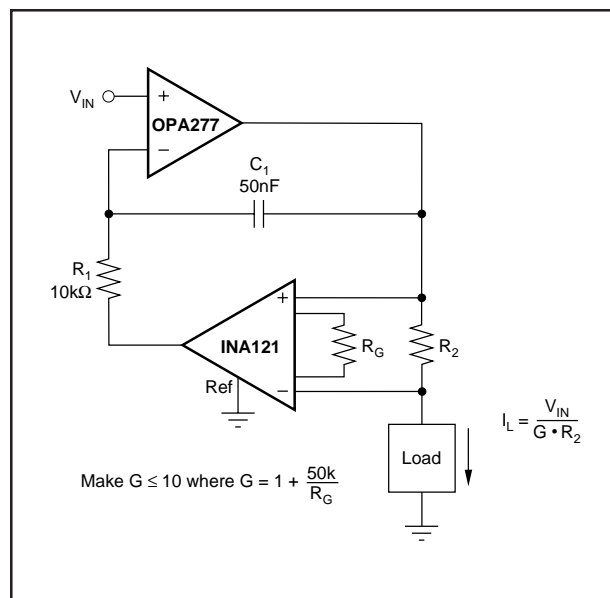 V_IN
+
OPA277
−
C_1
50nF
R_1
10kΩ
+
INA121
Ref
−
R_G
R_2
Load
I_L = V_IN / G • R_2
Make G ≤ 10 where G = 1 + 50k / R_G